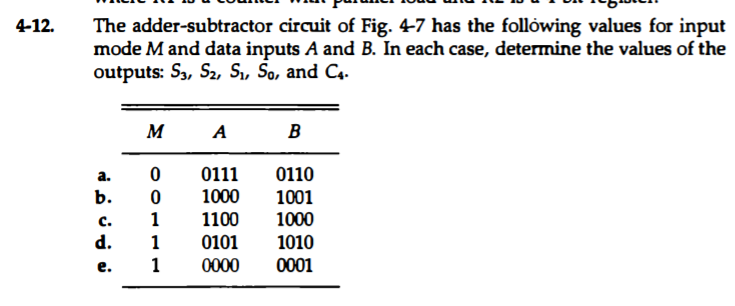 4-12. The adder-subtractor circuit of Fig. 4-7 has the following values for input
mode M and data inputs A and B. In each case, determine the values of the
outputs: S₃, S₂, S₁, S₀, and C₄.
M A B
a. 0 0111 0110
b. 0 1000 1001
c. 1 1100 1000
d. 1 0101 1010
e. 1 0000 0001